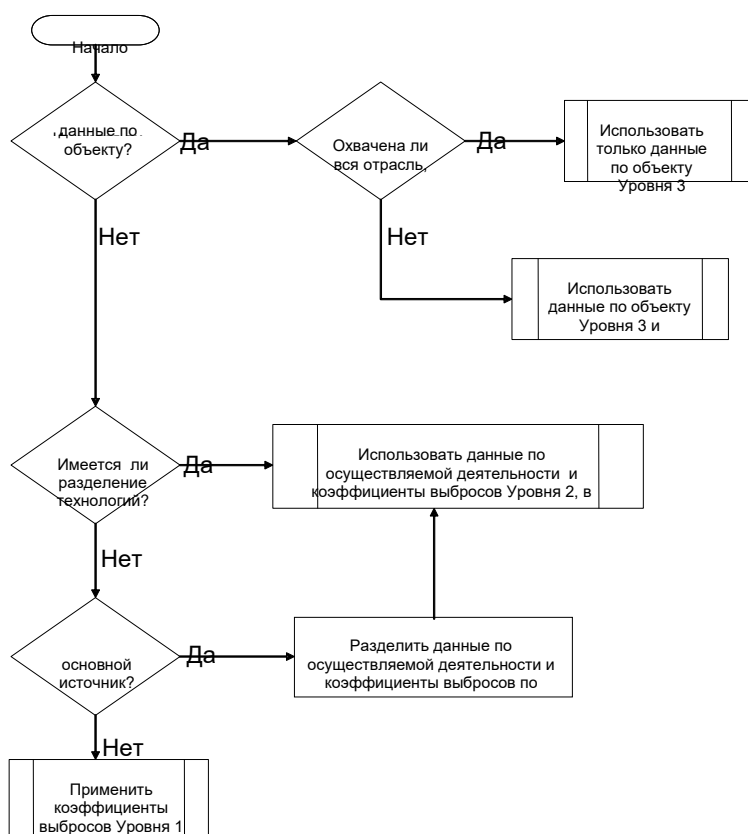 Начало
данные по
объекту?
Да
Охвачена ли
вся отрасль,
Да
Использовать
только данные
по объекту
Уровня 3
Нет
Нет
Использовать
данные по объекту
Уровня 3 и
Имеется ли
разделение
технологий?
Да
Использовать данные по
осуществляемой деятельности и
коэффициенты выбросов Уровня 2, в
Нет
основной
источник?
Да
Разделить данные по
осуществляемой деятельности и
коэффициенты выбросов по
Нет
Применить
коэффициенты
выбросов Уровня 1